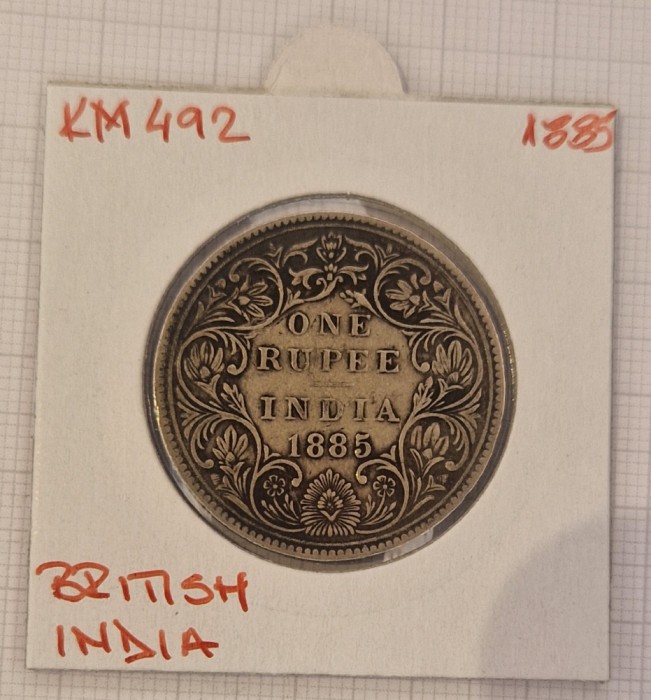 KM 492
1885
ONE
RUPEE
INDIA
1885
BRITISH
INDIA